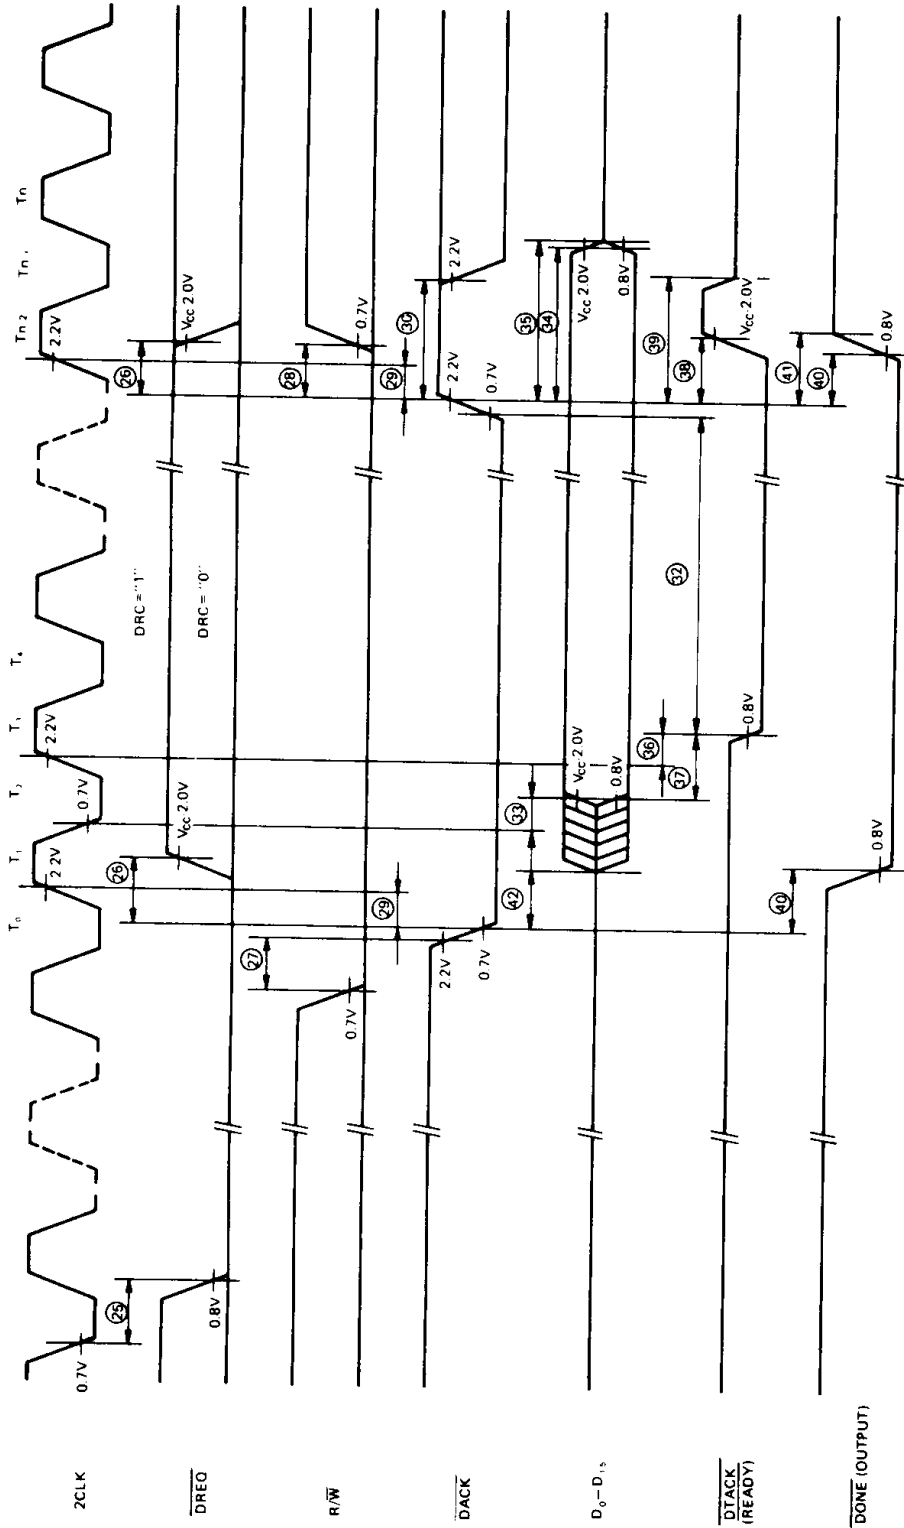 2CLK
0.7V
T₀
2.2V
T₁
0.7V
T₂
2.2V
T₃
T₄
Tn-2
2.2V
Tn-1
Tn
DREQ
25
0.8V
26
Vcc-2.0V
DRC = "1"
DRC = "0"
26
Vcc-2.0V
R/W
0.7V
27
28
0.7V
29
DACK
2.2V
0.7V
29
42
33
0.7V
2.2V
30
2.2V
D₀–D₁₅
Vcc-2.0V
0.8V
34
35
Vcc-2.0V
0.8V
DTACK
(READY)
36
37
0.8V
32
38
39
Vcc-2.0V
DONE (OUTPUT)
40
0.8V
40
41
0.8V